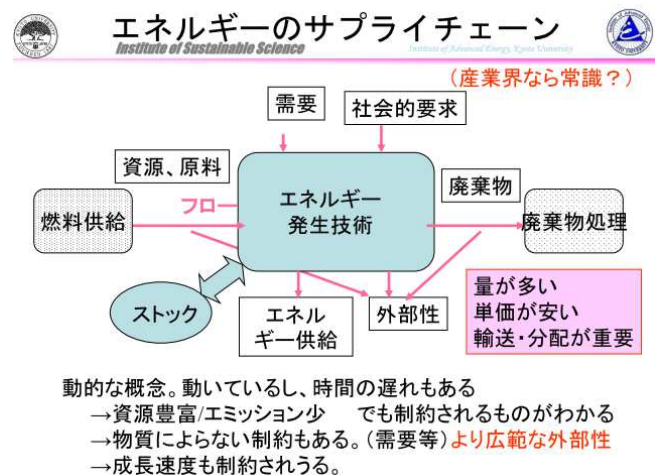 エネルギーのサプライチェーン
Institute of Sustainable Science
Institute of Advanced Energy, Kyoto University
(産業界なら常識?)
需要
社会的要求
資源、原料
エネルギー
発生技術
廃棄物
フロー
燃料供給
廃棄物処理
ストック
エネル
ギー供給
外部性
量が多い
単価が安い
輸送・分配が重要
動的な概念。動いているし、時間の遅れもある
→資源豊富/エミッション少 でも制約されるものがわかる
→物質によらない制約もある。(需要等)より広範な外部性
→成長速度も制約されうる。